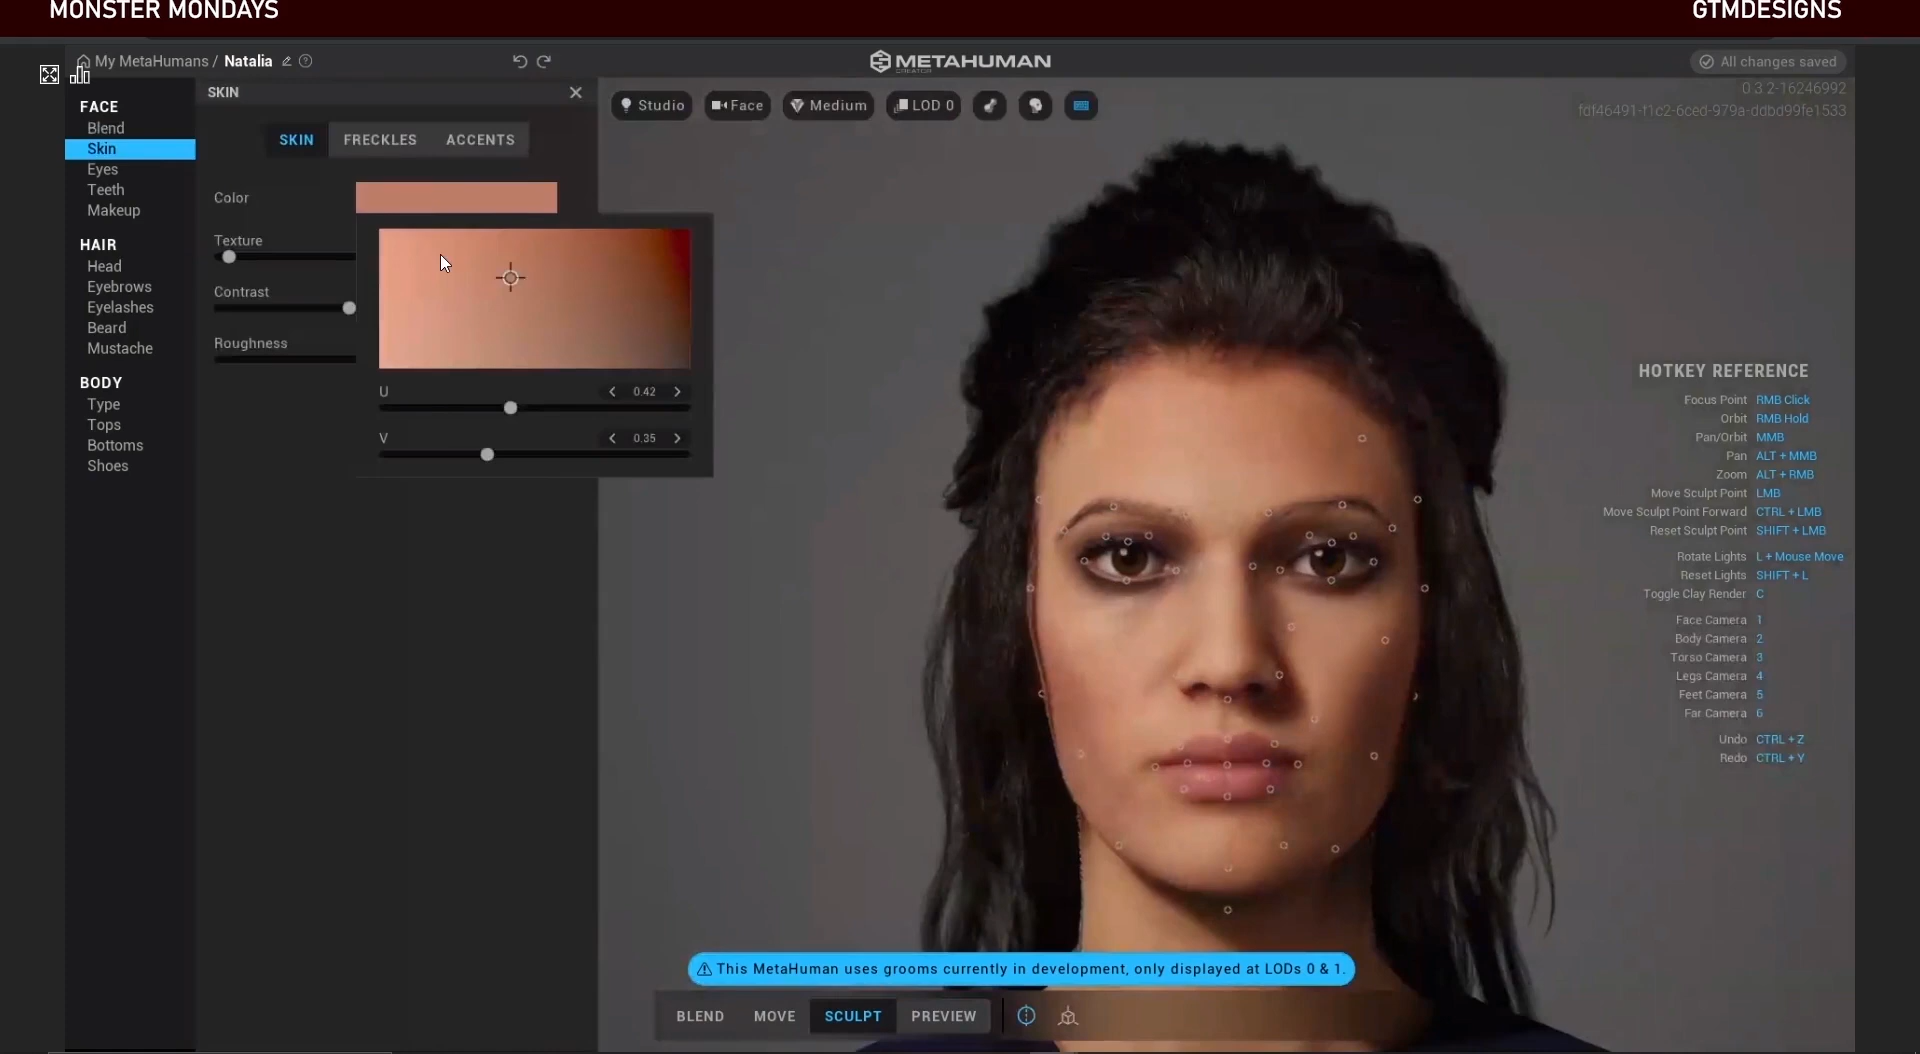 MONSTER MONDAYS
GTMDESIGNS
My MetaHumans / Natalia
METAHUMAN
CREATOR
All changes saved
0.3.2-16246992
fdf46491-f1c2-6ced-979a-ddbd99fe1533
FACE
Blend
Skin
Eyes
Teeth
Makeup
HAIR
Head
Eyebrows
Eyelashes
Beard
Mustache
BODY
Type
Tops
Bottoms
Shoes
SKIN
SKIN FRECKLES ACCENTS
Color
Texture
Contrast
Roughness
U 0.42
V 0.35
Studio Face Medium LOD 0
HOTKEY REFERENCE
Focus Point RMB Click
Orbit RMB Hold
Pan/Orbit MMB
Pan ALT + MMB
Zoom ALT + RMB
Move Sculpt Point LMB
Move Sculpt Point Forward CTRL + LMB
Reset Sculpt Point SHIFT + LMB
Rotate Lights L + Mouse Move
Reset Lights SHIFT + L
Toggle Clay Render C
Face Camera 1
Body Camera 2
Torso Camera 3
Legs Camera 4
Feet Camera 5
Far Camera 6
Undo CTRL + Z
Redo CTRL + Y
This MetaHuman uses grooms currently in development, only displayed at LODs 0 & 1.
BLEND MOVE SCULPT PREVIEW